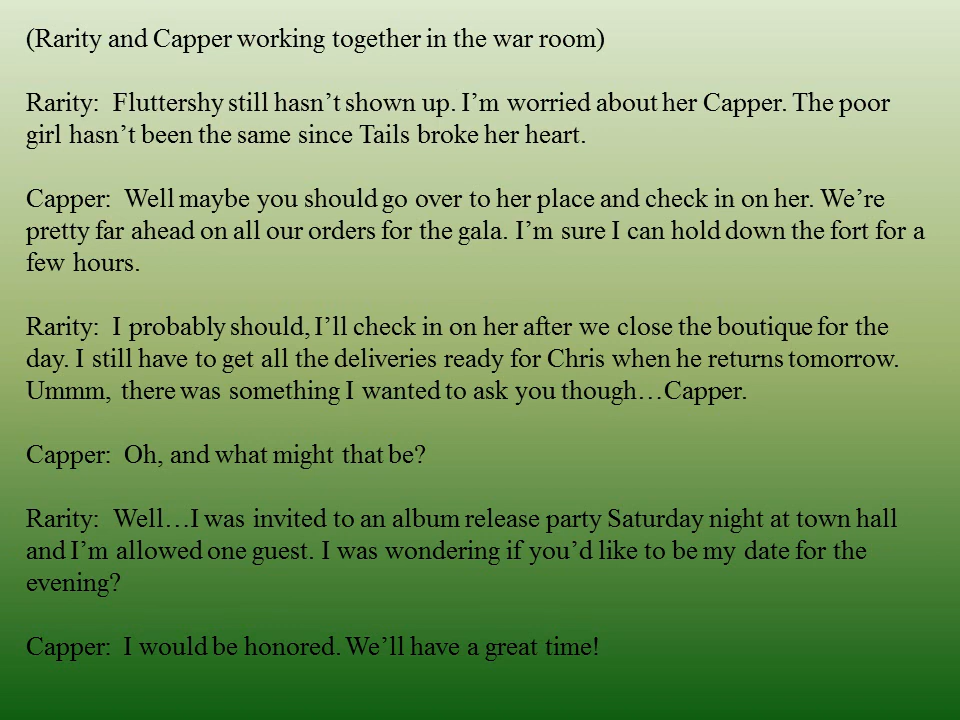 (Rarity and Capper working together in the war room)
Rarity:  Fluttershy still hasn’t shown up. I’m worried about her Capper. The poor
girl hasn’t been the same since Tails broke her heart.
Capper:  Well maybe you should go over to her place and check in on her. We’re
pretty far ahead on all our orders for the gala. I’m sure I can hold down the fort for a
few hours.
Rarity:  I probably should, I’ll check in on her after we close the boutique for the
day. I still have to get all the deliveries ready for Chris when he returns tomorrow.
Ummm, there was something I wanted to ask you though…Capper.
Capper:  Oh, and what might that be?
Rarity:  Well…I was invited to an album release party Saturday night at town hall
and I’m allowed one guest. I was wondering if you’d like to be my date for the
evening?
Capper:  I would be honored. We’ll have a great time!